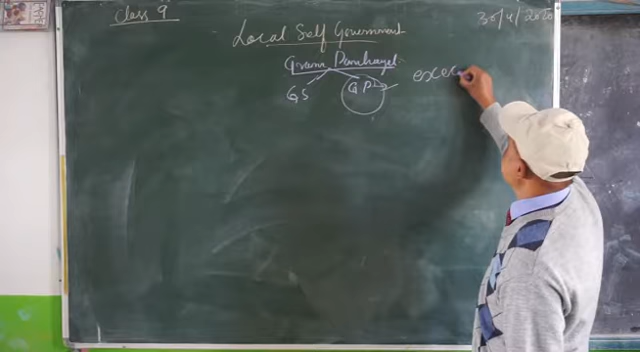 Class 9
30/4/2020
Local Self Government
Gram Panchayat
GS GP
exec